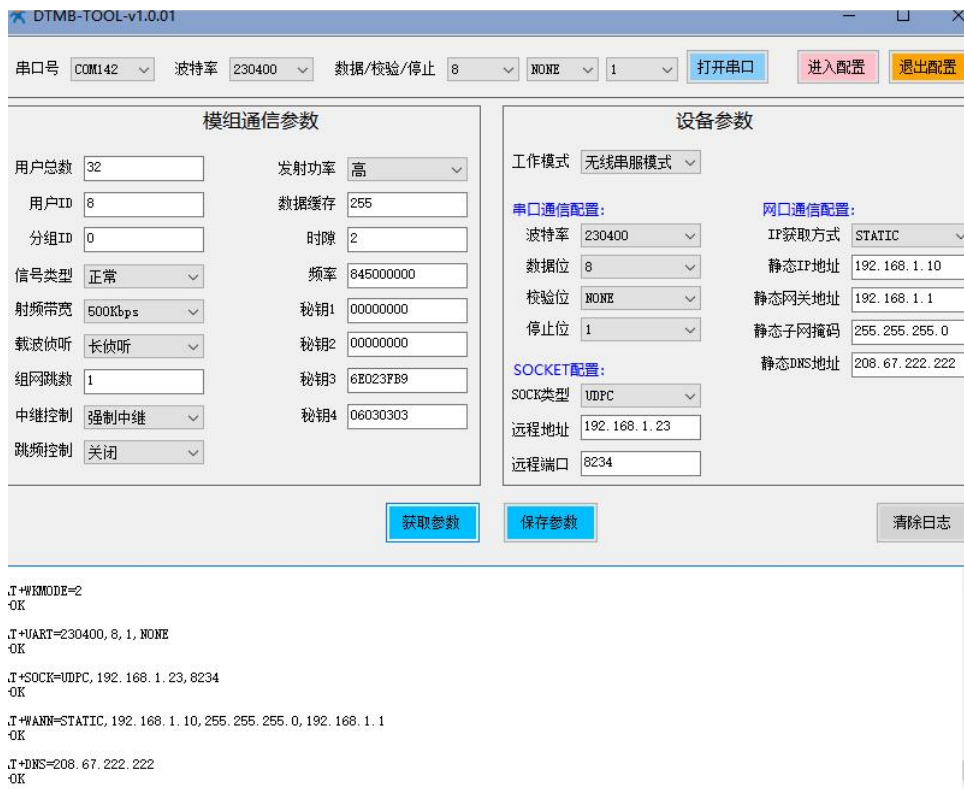 DTMB-TOOL-v1.0.01
串口号 COM142 波特率 230400 数据/校验/停止 8 NONE 1 打开串口 进入配置 退出配置
模组通信参数
用户总数 32 发射功率 高
用户ID 8 数据缓存 255
分组ID 0 时隙 2
信号类型 正常 频率 845000000
射频带宽 500Kbps 秘钥1 00000000
载波侦听 长侦听 秘钥2 00000000
组网跳数 1 秘钥3 6E023FB9
中继控制 强制中继 秘钥4 06030303
跳频控制 关闭
设备参数
工作模式 无线串服模式
串口通信配置:
波特率 230400
数据位 8
校验位 NONE
停止位 1
SOCKET配置:
SOCK类型 UDPC
远程地址 192.168.1.23
远程端口 8234
网口通信配置:
IP获取方式 STATIC
静态IP地址 192.168.1.10
静态网关地址 192.168.1.1
静态子网掩码 255.255.255.0
静态DNS地址 208.67.222.222
获取参数 保存参数 清除日志
T+WKMODE=2
OK
T+UART=230400,8,1,NONE
OK
T+SOCK=UDPC,192.168.1.23,8234
OK
T+WANN=STATIC,192.168.1.10,255.255.255.0,192.168.1.1
OK
T+DNS=208.67.222.222
OK